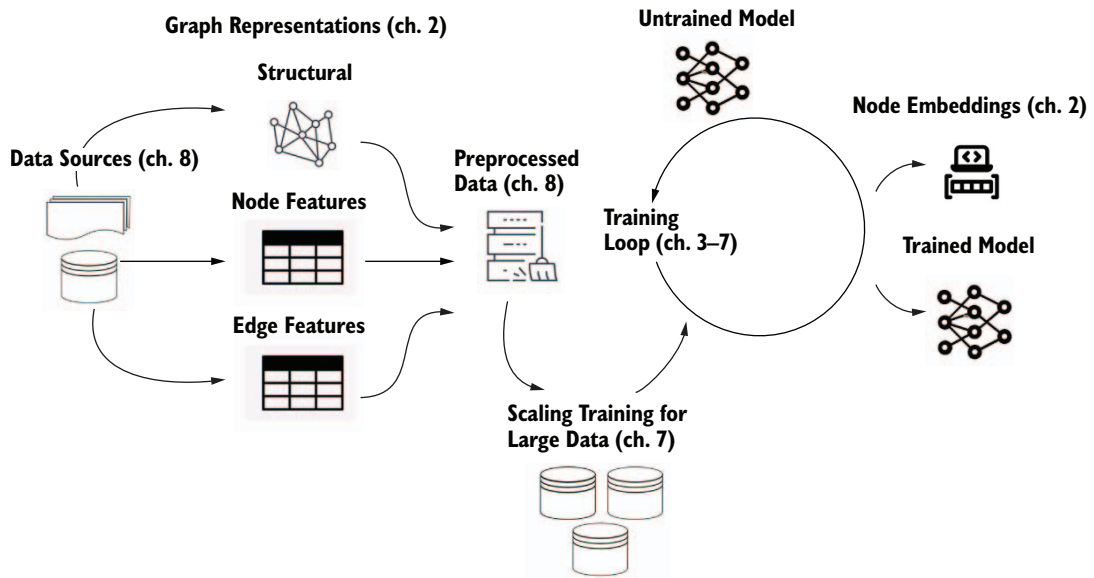 Graph Representations (ch. 2)
Structural
Data Sources (ch. 8)
Node Features
Edge Features
Preprocessed
Data (ch. 8)
Scaling Training for
Large Data (ch. 7)
Untrained Model
Training
Loop (ch. 3–7)
Node Embeddings (ch. 2)
Trained Model